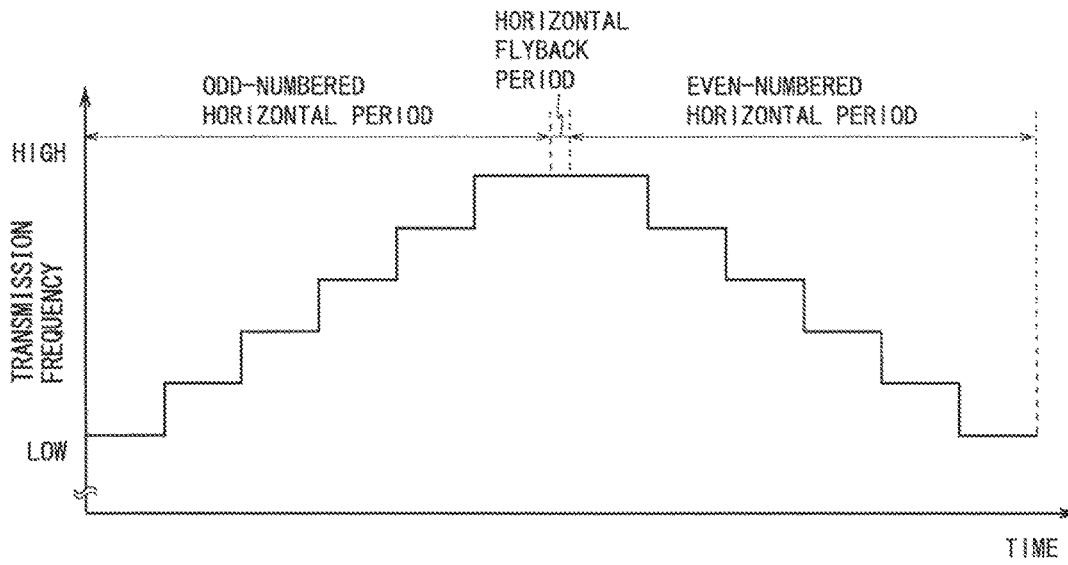 HORIZONTAL
FLYBACK
PERIOD
ODD-NUMBERED
HORIZONTAL PERIOD
EVEN-NUMBERED
HORIZONTAL PERIOD
HIGH
TRANSMISSION
FREQUENCY
LOW
TIME